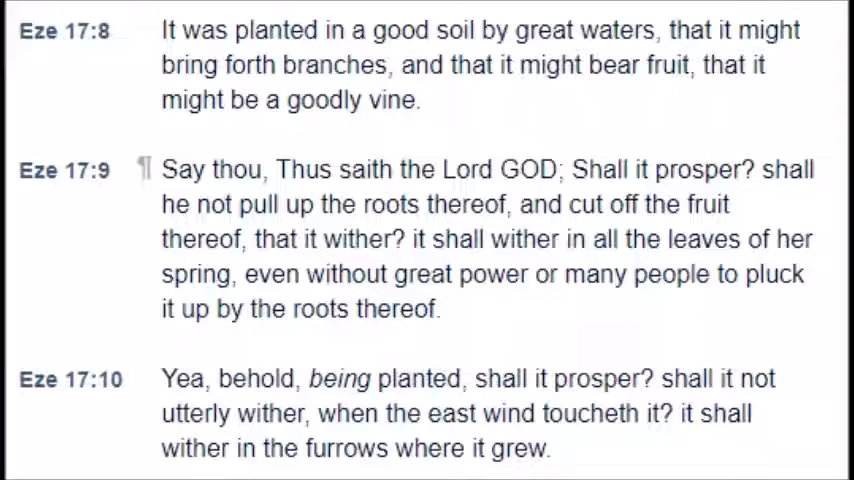 Eze 17:8 It was planted in a good soil by great waters, that it might
bring forth branches, and that it might bear fruit, that it
might be a goodly vine.
Eze 17:9 ¶ Say thou, Thus saith the Lord GOD; Shall it prosper? shall
he not pull up the roots thereof, and cut off the fruit
thereof, that it wither? it shall wither in all the leaves of her
spring, even without great power or many people to pluck
it up by the roots thereof.
Eze 17:10 Yea, behold, being planted, shall it prosper? shall it not
utterly wither, when the east wind toucheth it? it shall
wither in the furrows where it grew.